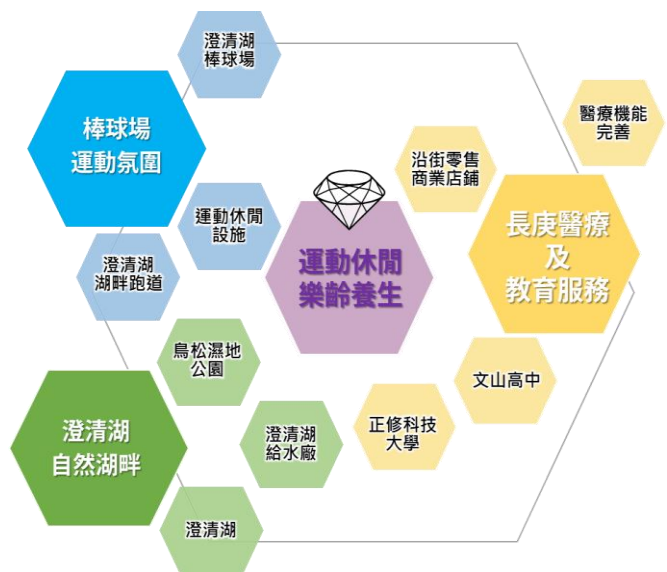 澄清湖
棒球場
棒球場
運動氛圍
醫療機能
完善
沿街零售
商業店鋪
運動休閒
設施
長庚醫療
及
教育服務
運動休閒
樂齡養生
澄清湖
湖畔跑道
鳥松濕地
公園
文山高中
澄清湖
自然湖畔
澄清湖
給水廠
正修科技
大學
澄清湖